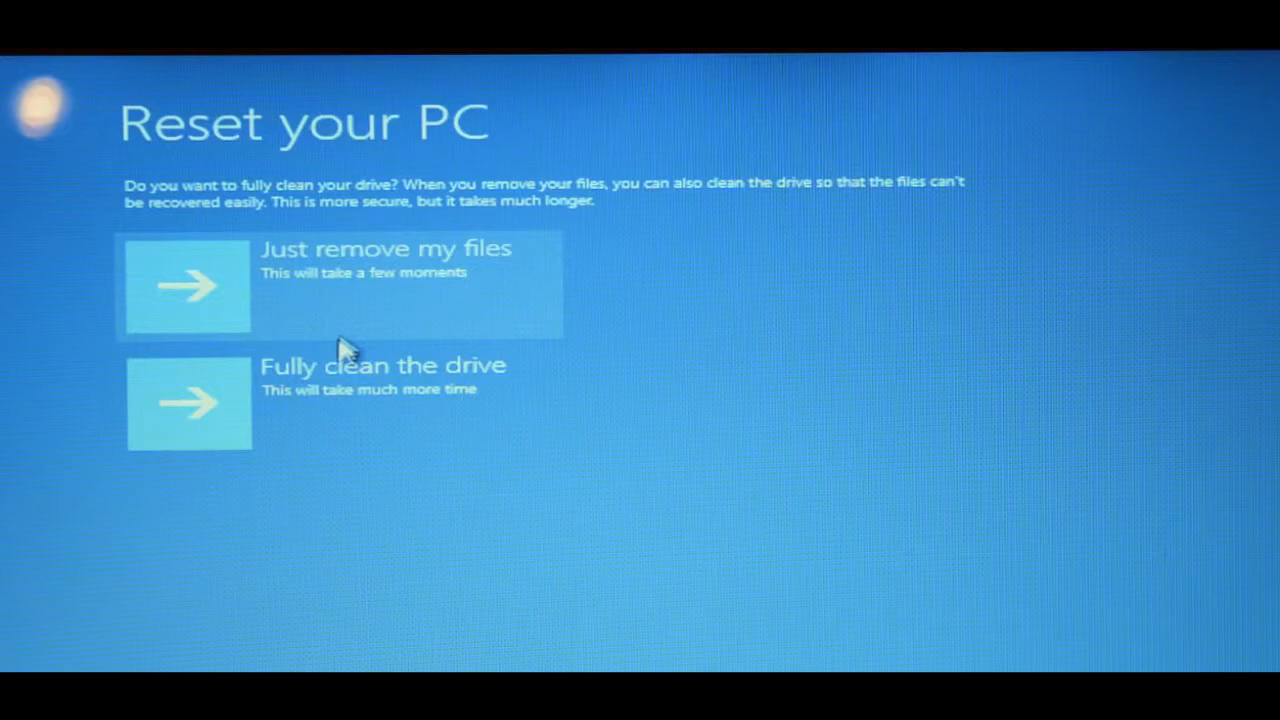 Reset your PC
Do you want to fully clean your drive? When you remove your files, you can also clean the drive so that the files can't
be recovered easily. This is more secure, but it takes much longer.
Just remove my files
This will take a few moments
Fully clean the drive
This will take much more time